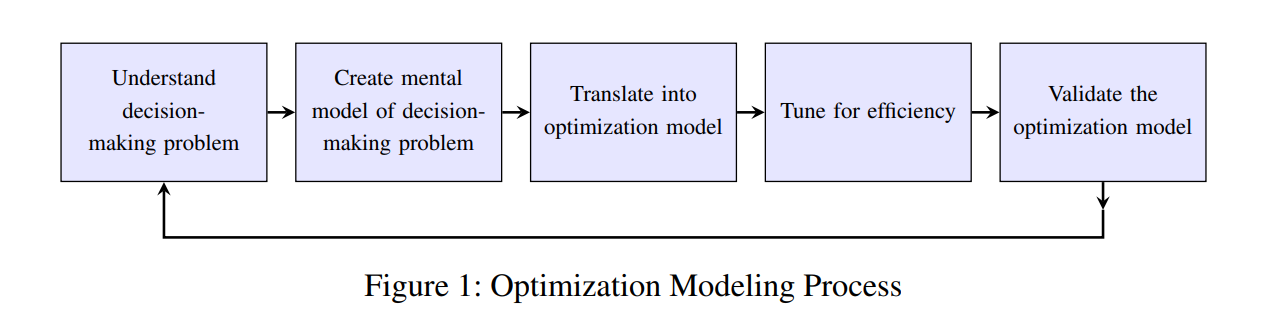 Understand
decision-
making problem
Create mental
model of decision-
making problem
Translate into
optimization model
Tune for efficiency
Validate the
optimization model
Figure 1: Optimization Modeling Process